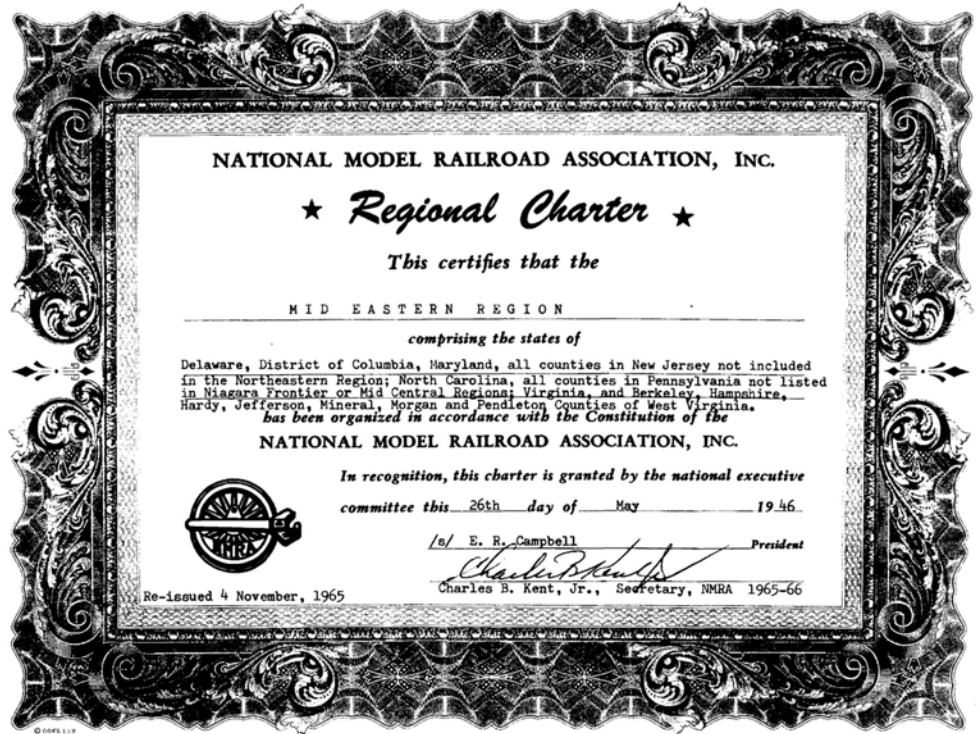 NATIONAL MODEL RAILROAD ASSOCIATION, INC.
★ Regional Charter ★
This certifies that the
MID EASTERN REGION
comprising the states of
Delaware, District of Columbia, Maryland, all counties in New Jersey not included
in the Northeastern Region; North Carolina, all counties in Pennsylvania not listed
in Niagara Frontier or Mid Central Regions; Virginia, and Berkeley, Hampshire,
Hardy, Jefferson, Mineral, Morgan and Pendleton Counties of West Virginia.
has been organized in accordance with the Constitution of the
NATIONAL MODEL RAILROAD ASSOCIATION, INC.
In recognition, this charter is granted by the national executive
committee this 26th day of May 19 46
/s/ E. R. Campbell President
Charles B Kent Jr
Charles B. Kent, Jr., Secretary, NMRA 1965-66
NMRA
Re-issued 4 November, 1965